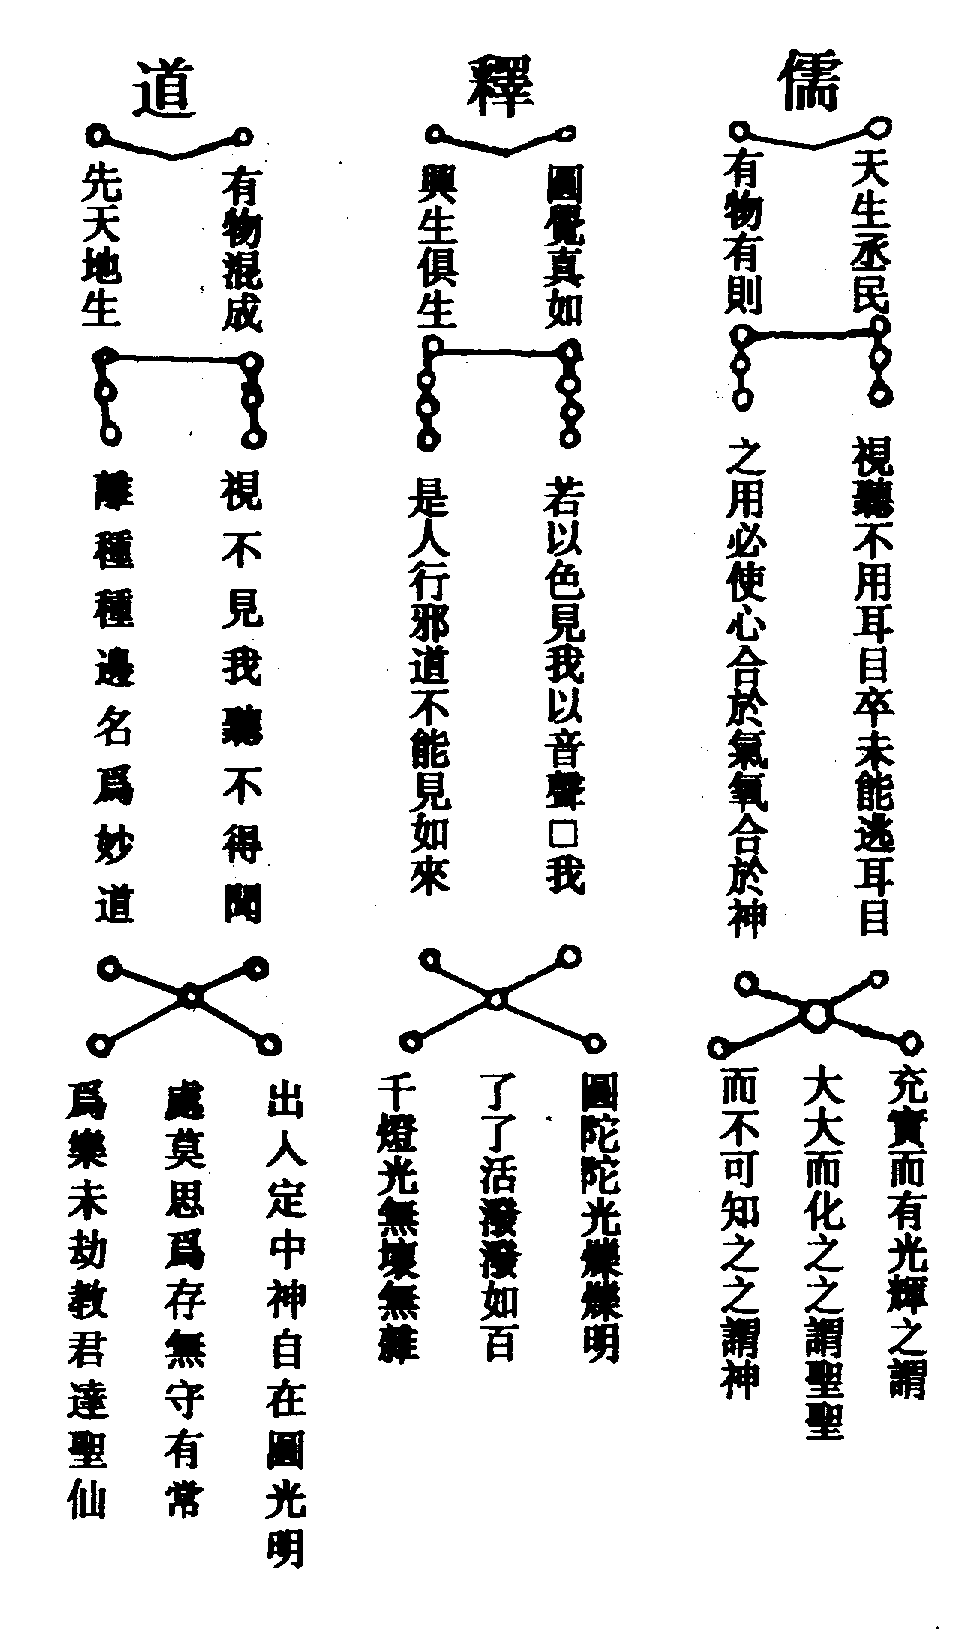 儒
天生丞民
有物有則
視聽不用耳目卒未能逃耳目
之用必使心合於氣氣合於神
充實而有光輝之謂
大大而化之之謂聖聖
而不可知之之謂神
釋
圓覺真如
興生俱生
若以色見我以音聲□我
是人行邪道不能見如來
圓陀陀光爍爍明
了了活潑潑如百
千燈光無壞無雜
道
有物混成
先天地生
視不見我聽不得聞
離種種邊名爲妙道
出人定中神自在圓光明
處莫思爲存無守有常
爲樂未劫教君達聖仙